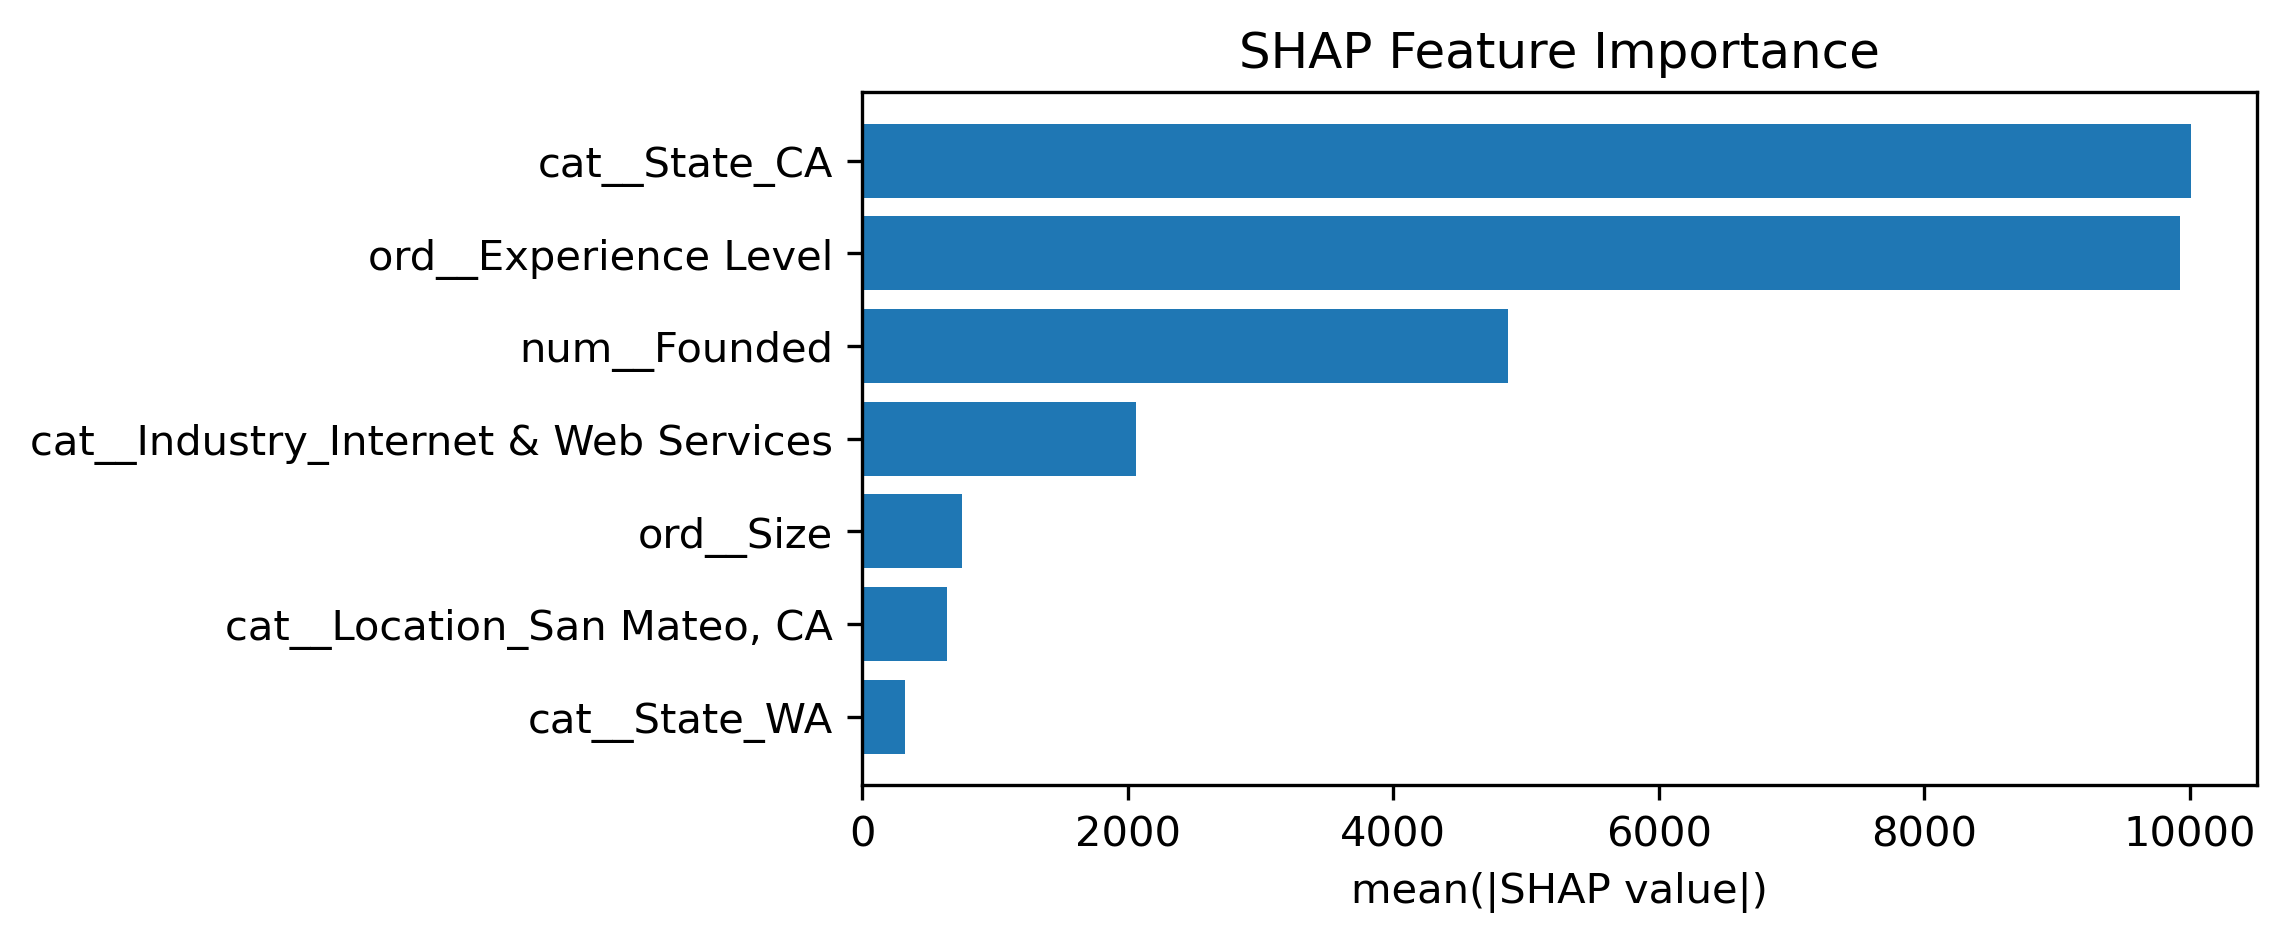 SHAP Feature Importance
cat__State_CA
ord__Experience Level
num__Founded
cat__Industry_Internet & Web Services
ord__Size
cat__Location_San Mateo, CA
cat__State_WA
0 2000 4000 6000 8000 10000
mean(|SHAP value|)